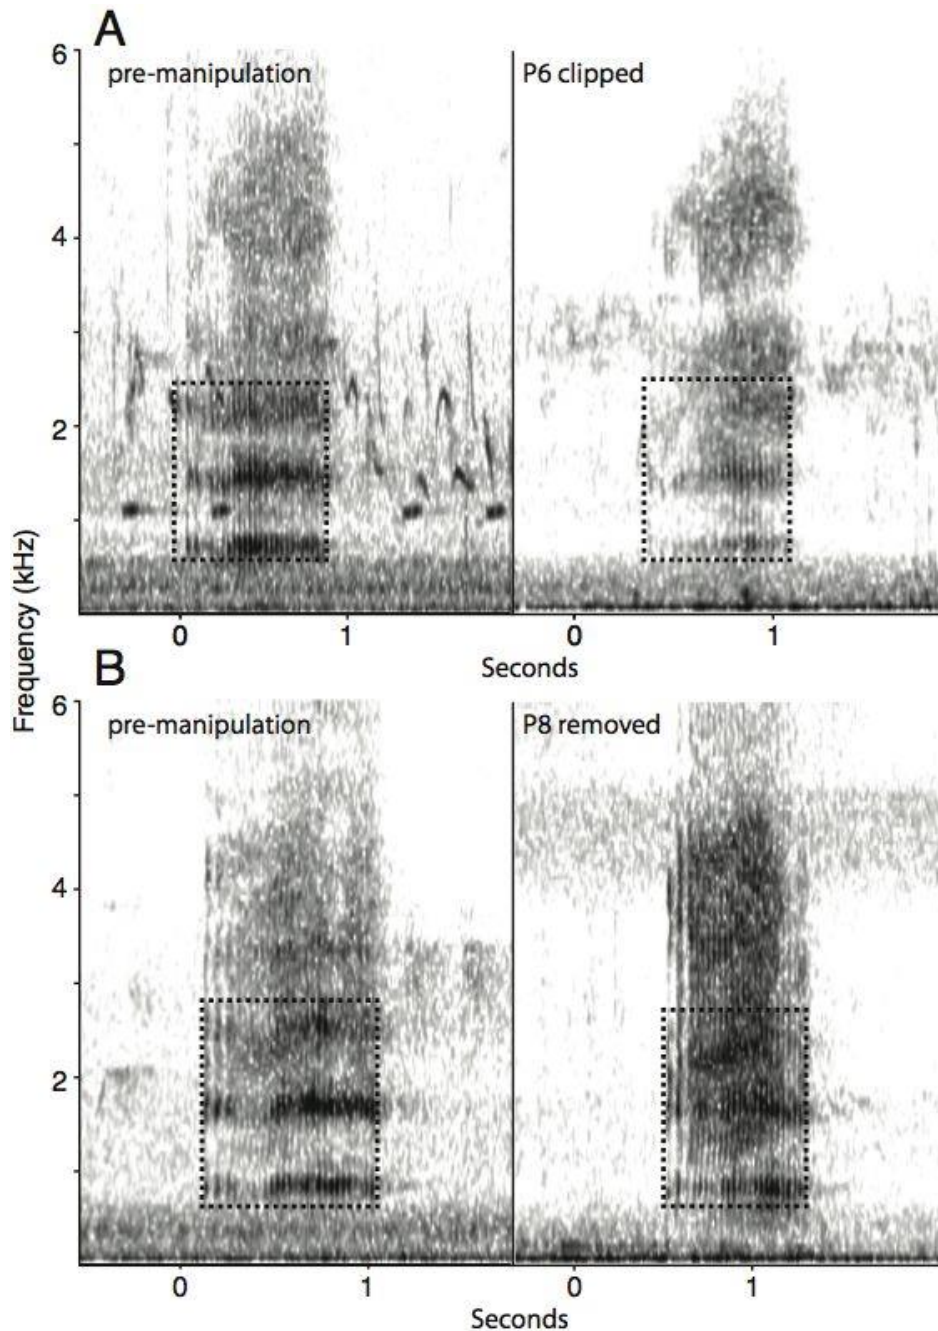 A
pre-manipulation
P6 clipped
6
4
2
0
1
0
1
Seconds
Frequency (kHz)
B
pre-manipulation
P8 removed
6
4
2
0
1
0
1
Seconds